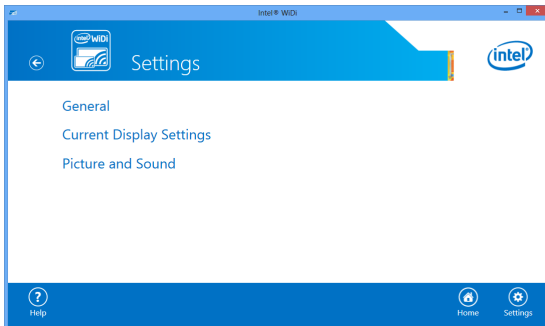 Intel® WiDi
intel WiDi
Settings
intel
General
Current Display Settings
Picture and Sound
?
Help
Home
Settings